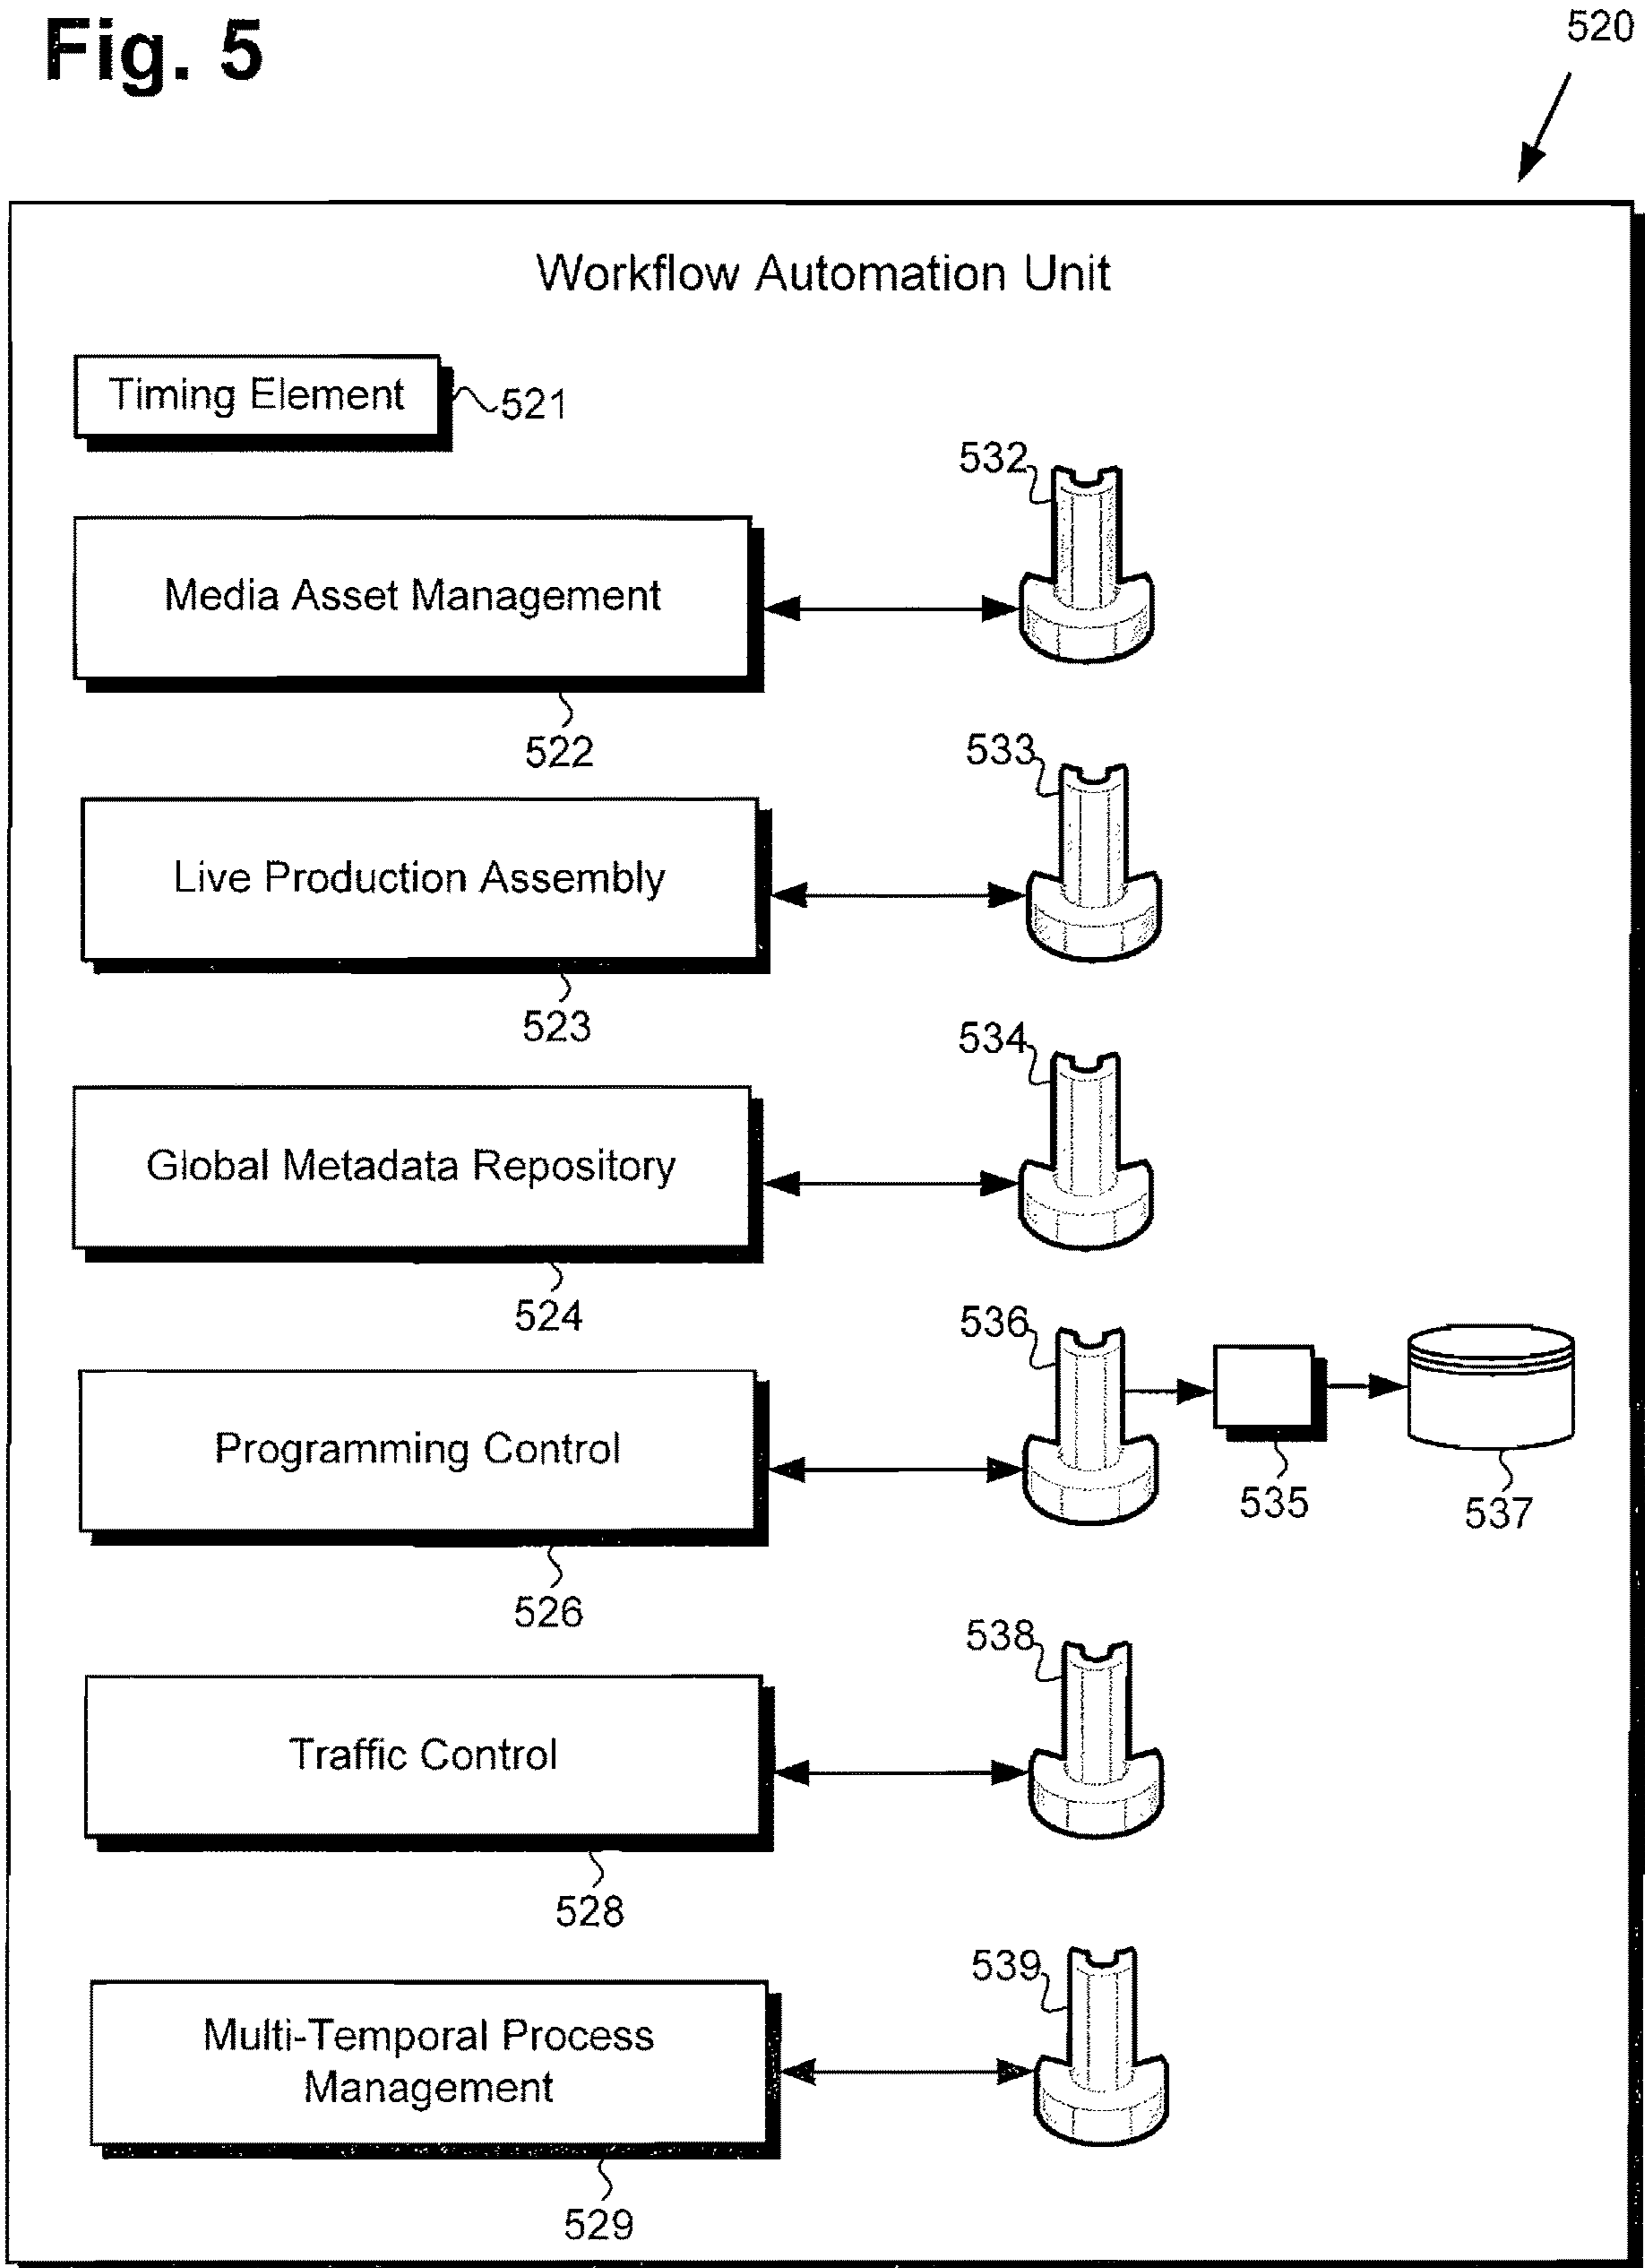 Fig. 5
520
Workflow Automation Unit
Timing Element
521
532
Media Asset Management
522
533
Live Production Assembly
523
534
Global Metadata Repository
524
536
Programming Control
535
537
526
538
Traffic Control
528
539
Multi-Temporal Process
Management
529